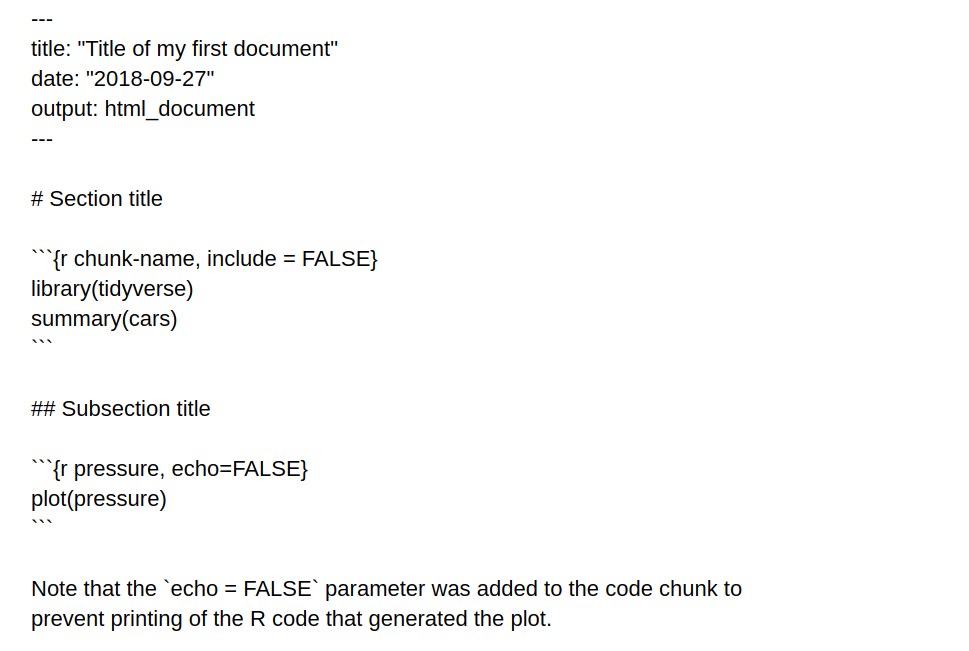 ---
title: "Title of my first document"
date: "2018-09-27"
output: html_document
---
# Section title
```{r chunk-name, include = FALSE}
library(tidyverse)
summary(cars)
```
## Subsection title
```{r pressure, echo=FALSE}
plot(pressure)
```
Note that the `echo = FALSE` parameter was added to the code chunk to
prevent printing of the R code that generated the plot.